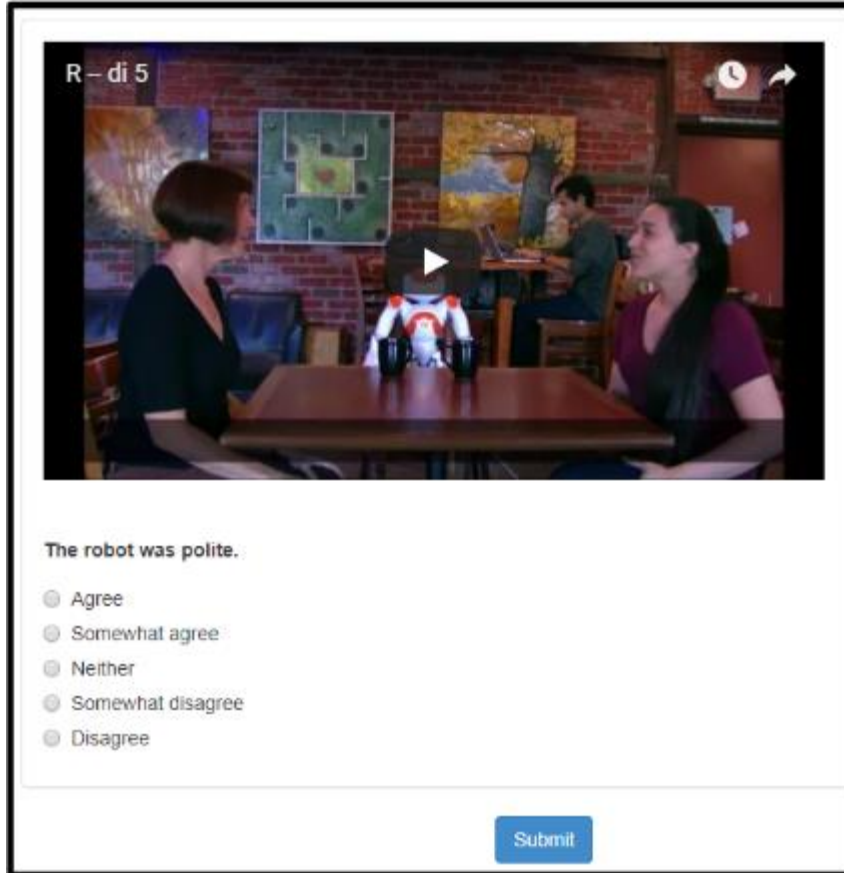 R – di 5
The robot was polite.
Agree
Somewhat agree
Neither
Somewhat disagree
Disagree
Submit